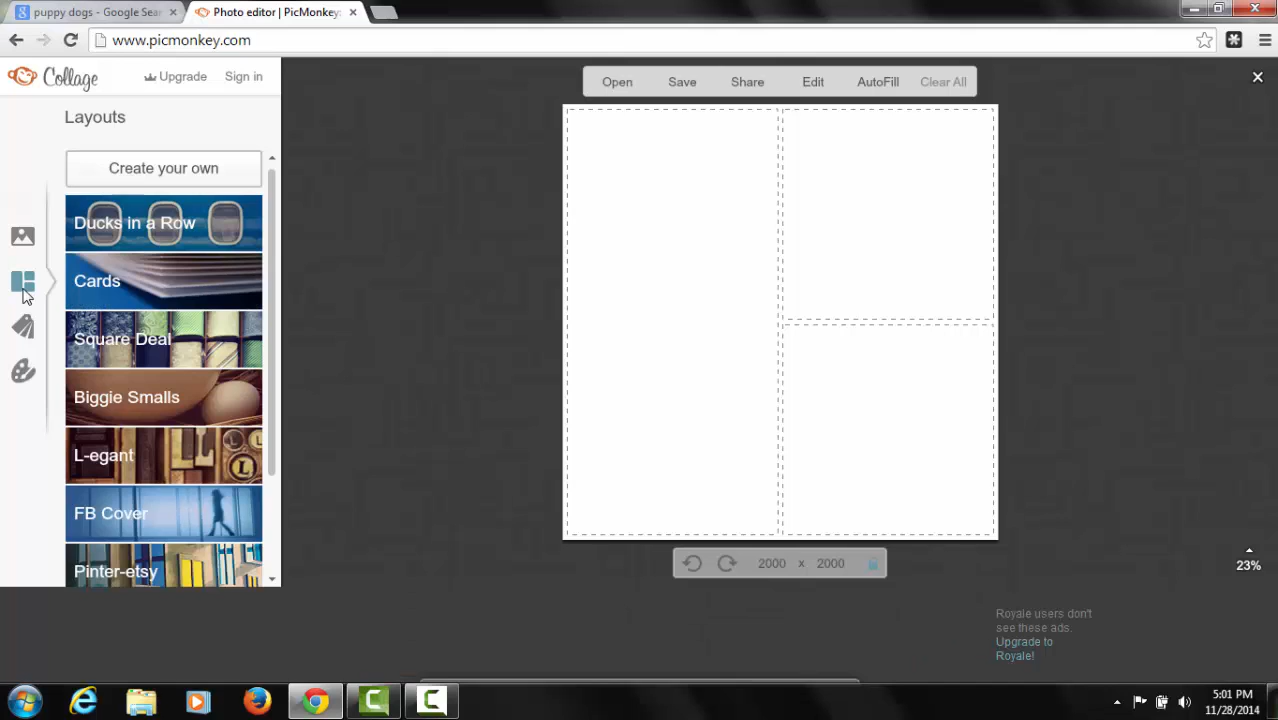 puppy dogs - Google Sear
Photo editor | PicMonkey:
www.picmonkey.com
Collage
Upgrade
Sign in
Open
Save
Share
Edit
AutoFill
Clear All
Layouts
Create your own
Ducks in a Row
Cards
Square Deal
Biggie Smalls
L-egant
FB Cover
Pinter-etsy
2000 x 2000
23%
Royale users don't
see these ads.
Upgrade to
Royale!
5:01 PM
11/28/2014